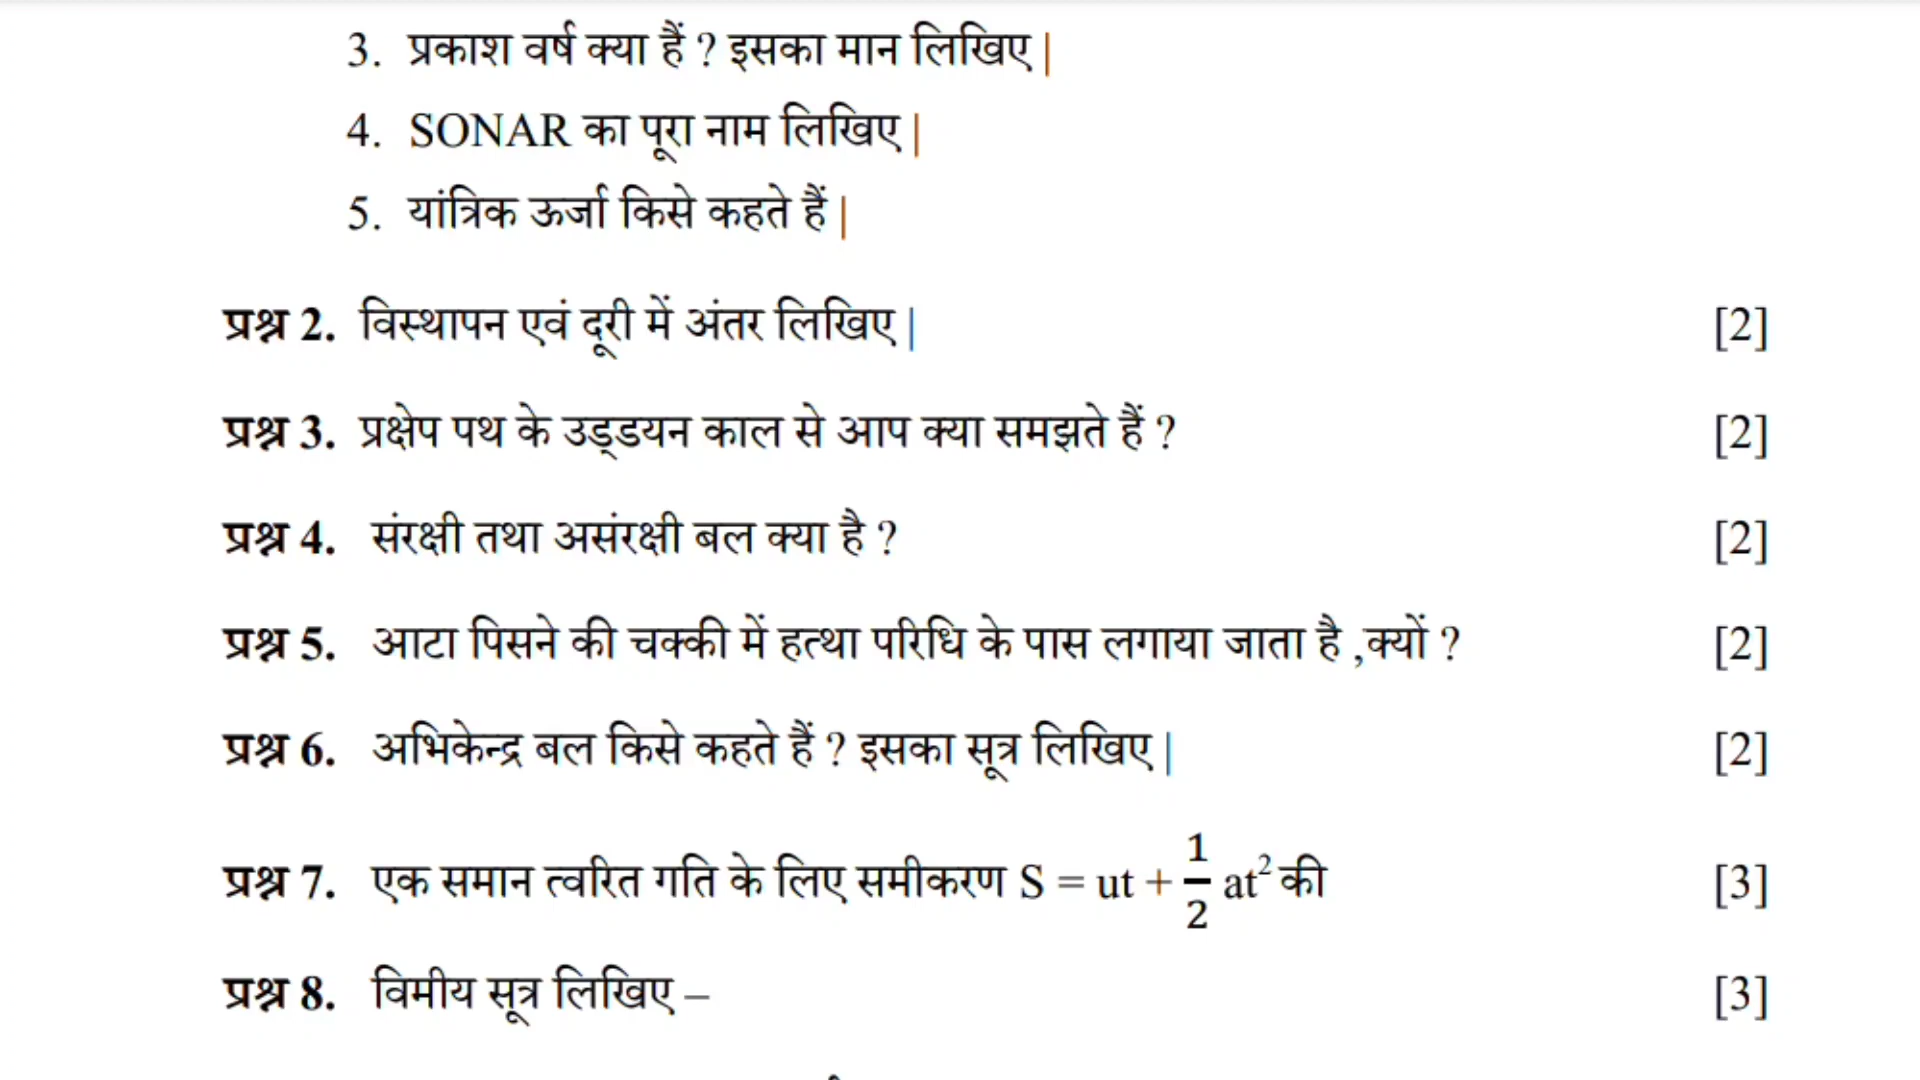 3. प्रकाश वर्ष क्या हैं ? इसका मान लिखिए |
4. SONAR का पूरा नाम लिखिए |
5. यांत्रिक ऊर्जा किसे कहते हैं |
प्रश्न 2. विस्थापन एवं दूरी में अंतर लिखिए | [2]
प्रश्न 3. प्रक्षेप पथ के उड्डयन काल से आप क्या समझते हैं ? [2]
प्रश्न 4. संरक्षी तथा असंरक्षी बल क्या है ? [2]
प्रश्न 5. आटा पिसने की चक्की में हत्था परिधि के पास लगाया जाता है ,क्यों ? [2]
प्रश्न 6. अभिकेन्द्र बल किसे कहते हैं ? इसका सूत्र लिखिए | [2]
प्रश्न 7. एक समान त्वरित गति के लिए समीकरण S = ut + 1/2 at² की [3]
प्रश्न 8. विमीय सूत्र लिखिए – [3]